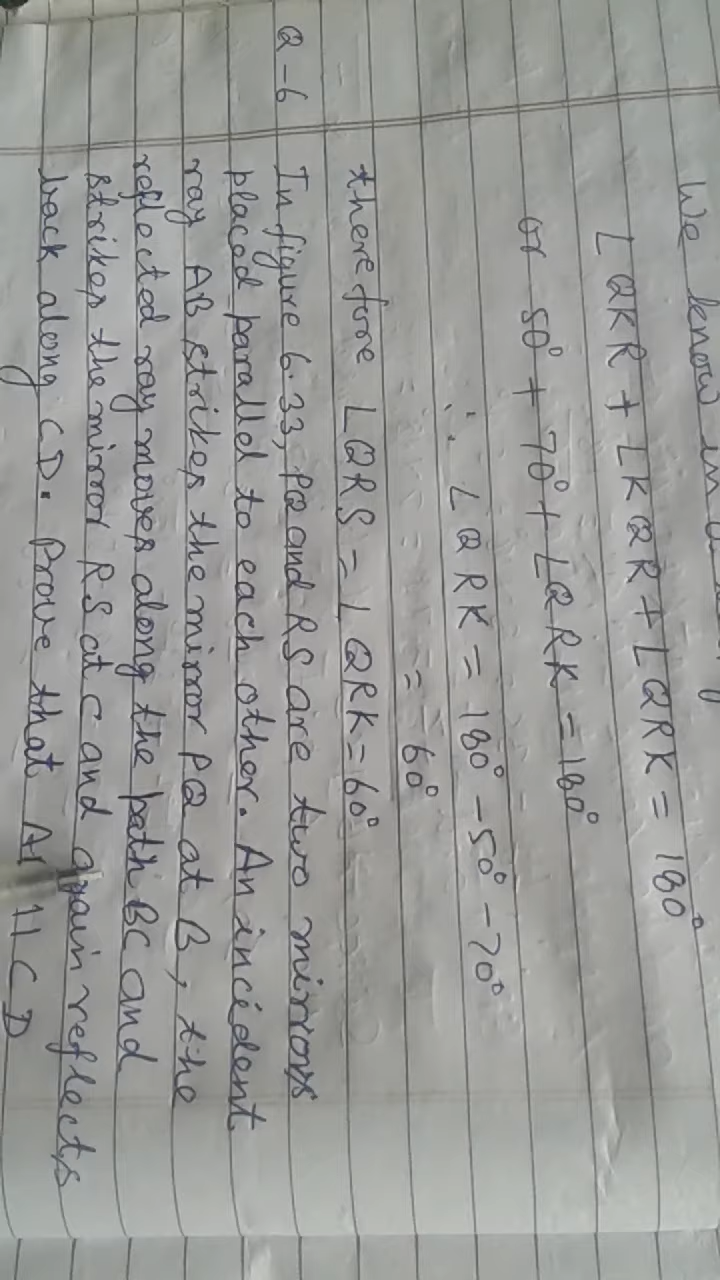 We know in
∠QKR + ∠KQR + ∠QRK = 180°
or 50° + 70° + ∠QRK = 180°
∴ ∠QRK = 180° - 50° - 70°
= 60°
therefore ∠QRS = ∠QRK = 60°
Q-6 In figure 6.33, PQ and RS are two mirrors
placed parallel to each other. An incident
ray AB strikes the mirror PQ at B, the
reflected ray moves along the path BC and
strikes the mirror RS at C and again reflects
back along CD. Prove that A || CD